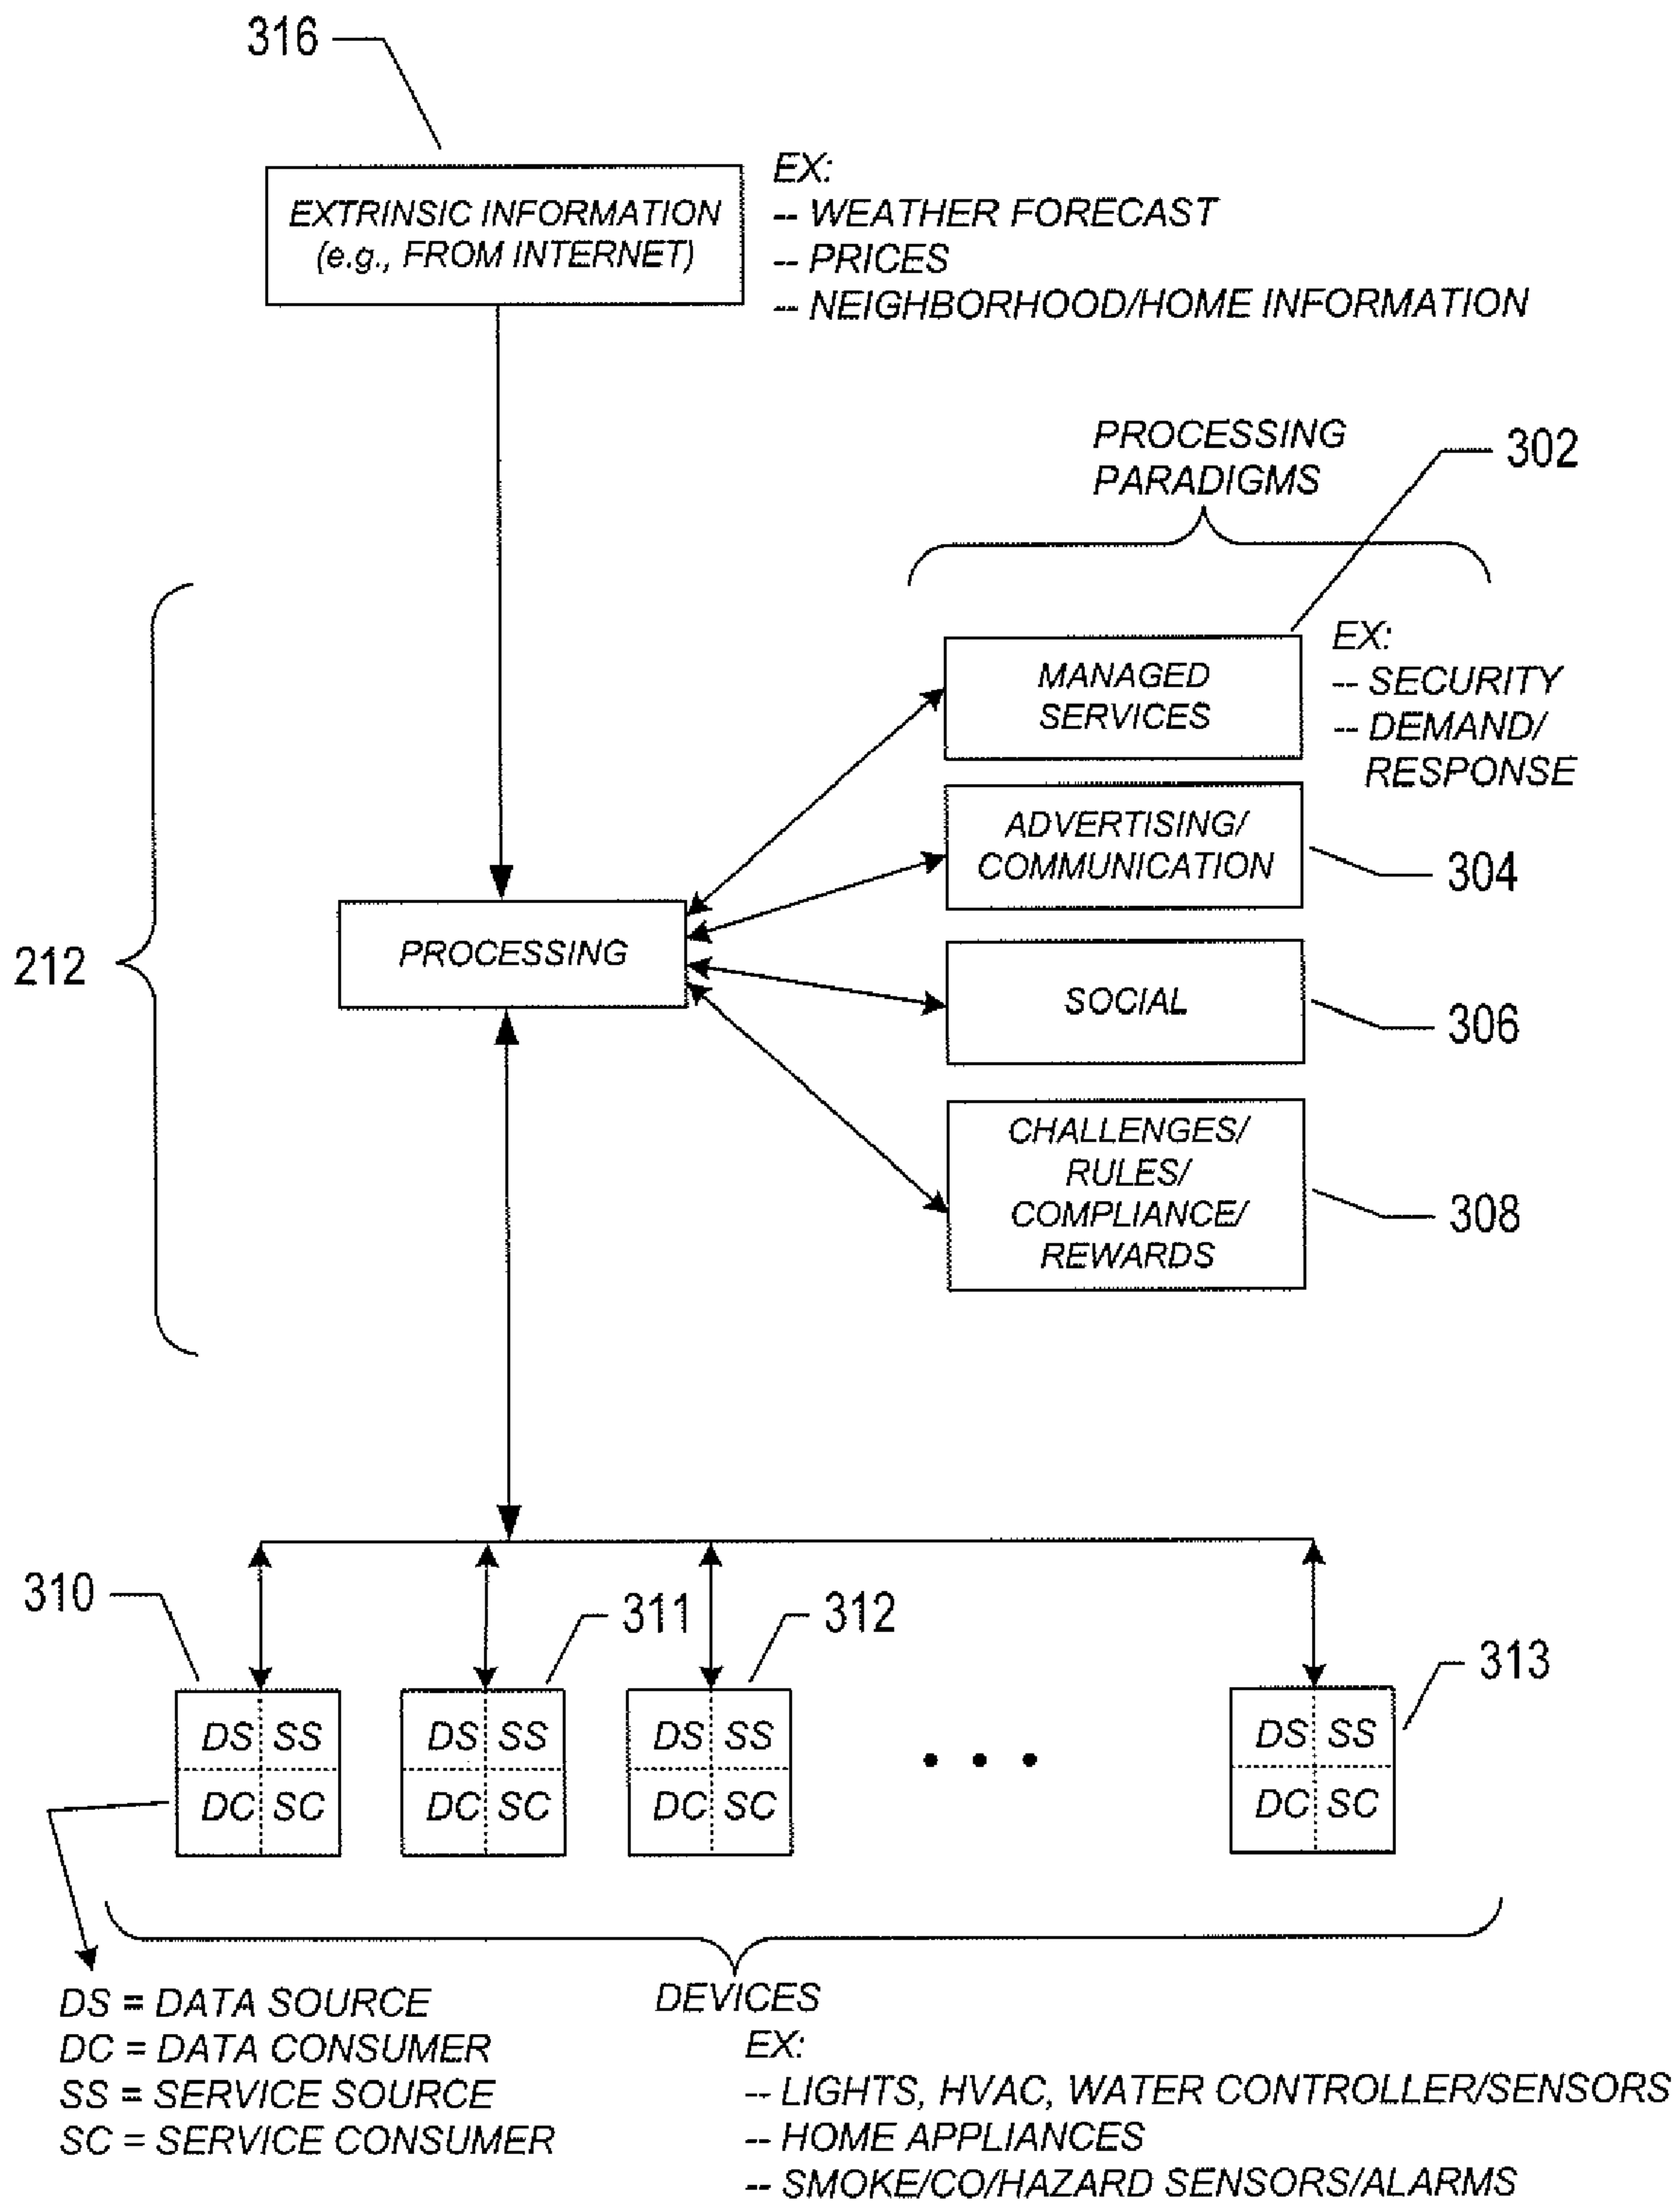 316
EXTRINSIC INFORMATION
(e.g., FROM INTERNET)
EX:
-- WEATHER FORECAST
-- PRICES
-- NEIGHBORHOOD/HOME INFORMATION
PROCESSING
PARADIGMS
302
MANAGED
SERVICES
EX:
-- SECURITY
-- DEMAND/
RESPONSE
ADVERTISING/
COMMUNICATION
304
212
PROCESSING
SOCIAL
306
CHALLENGES/
RULES/
COMPLIANCE/
REWARDS
308
310
311
312
313
DS SS
DC SC
DS SS
DC SC
DS SS
DC SC
• • •
DS SS
DC SC
DS = DATA SOURCE
DC = DATA CONSUMER
SS = SERVICE SOURCE
SC = SERVICE CONSUMER
DEVICES
EX:
-- LIGHTS, HVAC, WATER CONTROLLER/SENSORS
-- HOME APPLIANCES
-- SMOKE/CO/HAZARD SENSORS/ALARMS